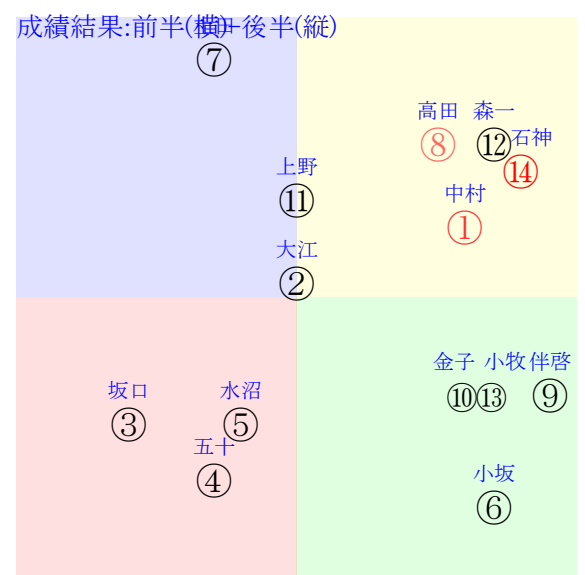 成績結果:前半(横)-後半(縦)
⑦
高田 森一
⑧ ⑫ 石神
⑭
上野
⑪ 中村
①
大江
②
金子 小牧 伴啓
⑩ ⑬ ⑨
坂口 水沼
③ ⑤
五十
④
小坂
⑥